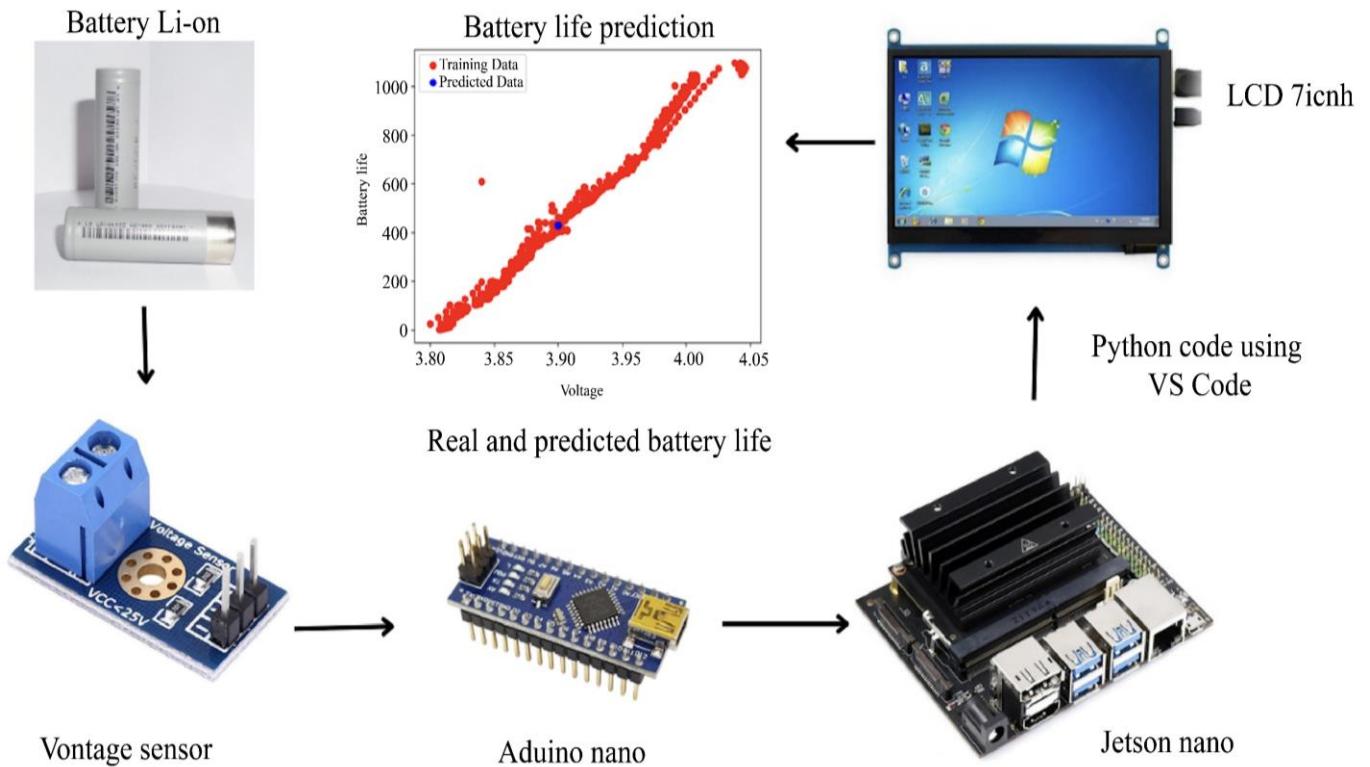 Battery Li-on
Battery life prediction
Training Data
Predicted Data
Battery life
1000
800
600
400
200
0
3.80 3.85 3.90 3.95 4.00 4.05
Voltage
Real and predicted battery life
LCD 7icnh
Python code using
VS Code
Voltage Sensor
VCC<25V
Vontage sensor
Aduino nano
Jetson nano